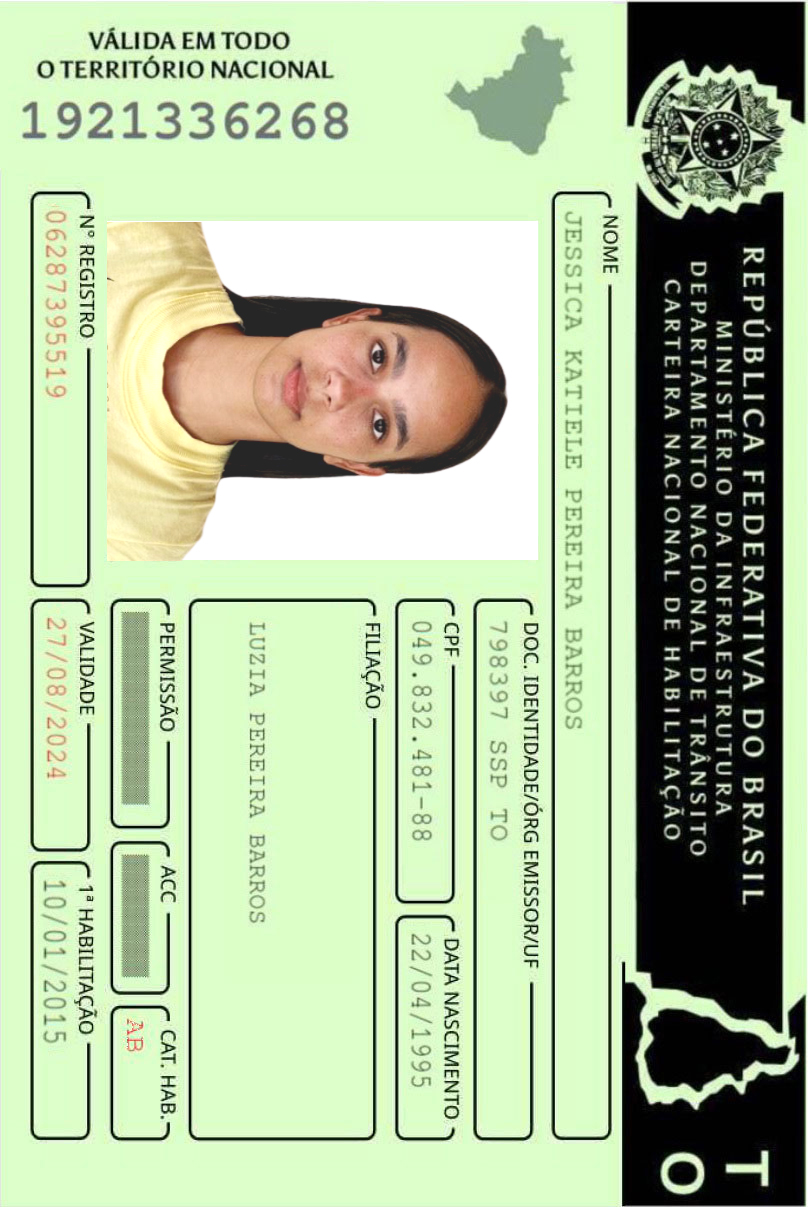 VÁLIDA EM TODO
O TERRITÓRIO NACIONAL
1921336268
REPÚBLICA FEDERATIVA DO BRASIL
MINISTÉRIO DA INFRAESTRUTURA
DEPARTAMENTO NACIONAL DE TRÂNSITO
CARTEIRA NACIONAL DE HABILITAÇÃO
TO
NOME
JESSICA KATIELE PEREIRA BARROS
DOC. IDENTIDADE/ÓRG EMISSOR/UF
798397 SSP TO
CPF
049.832.481-88
DATA NASCIMENTO
22/04/1995
FILIAÇÃO
LUZIA PEREIRA BARROS
PERMISSÃO
ACC
CAT. HAB.
AB
Nº REGISTRO
06287395519
VALIDADE
27/08/2024
1ª HABILITAÇÃO
10/01/2015